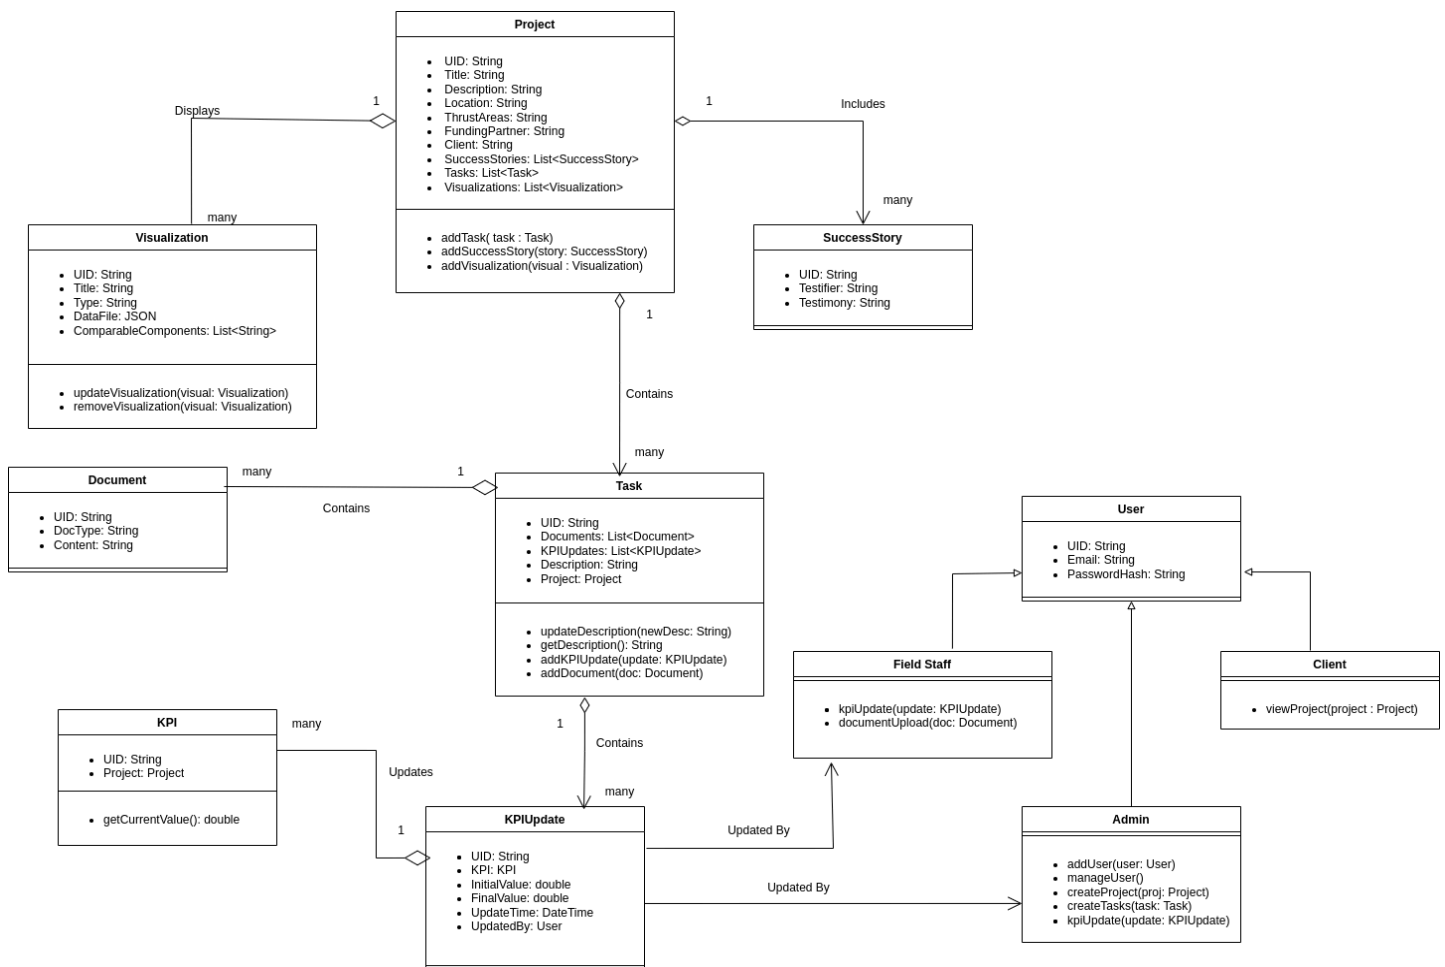 Project
UID: String
Title: String
Description: String
Location: String
ThrustAreas: String
FundingPartner: String
Client: String
SuccessStories: List<SuccessStory>
Tasks: List<Task>
Visualizations: List<Visualization>
addTask( task : Task)
addSuccessStory(story: SuccessStory)
addVisualization(visual : Visualization)
1
Displays
many
1
Includes
many
Visualization
UID: String
Title: String
Type: String
DataFile: JSON
ComparableComponents: List<String>
updateVisualization(visual: Visualization)
removeVisualization(visual: Visualization)
SuccessStory
UID: String
Testifier: String
Testimony: String
1
Contains
many
Document
UID: String
DocType: String
Content: String
many
1
Contains
Task
UID: String
Documents: List<Document>
KPIUpdates: List<KPIUpdate>
Description: String
Project: Project
updateDescription(newDesc: String)
getDescription(): String
addKPIUpdate(update: KPIUpdate)
addDocument(doc: Document)
User
UID: String
Email: String
PasswordHash: String
Field Staff
kpiUpdate(update: KPIUpdate)
documentUpload(doc: Document)
Client
viewProject(project : Project)
KPI
UID: String
Project: Project
getCurrentValue(): double
many
Updates
1
1
Contains
many
KPIUpdate
UID: String
KPI: KPI
InitialValue: double
FinalValue: double
UpdateTime: DateTime
UpdatedBy: User
Updated By
Updated By
Admin
addUser(user: User)
manageUser()
createProject(proj: Project)
createTasks(task: Task)
kpiUpdate(update: KPIUpdate)